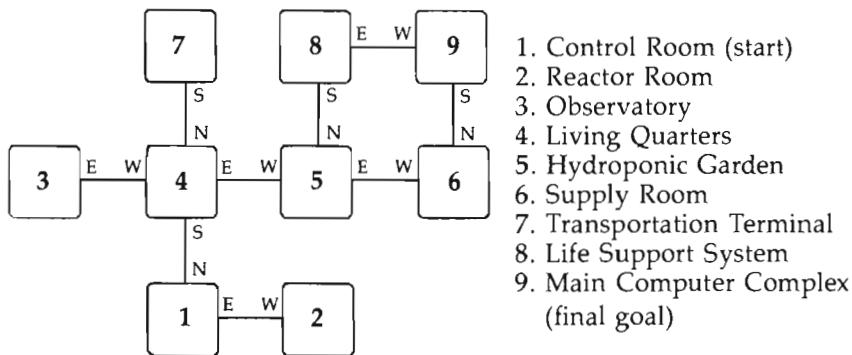 7
8 E W 9
S S S
N N N
3 E W 4 E W 5 E W 6
S
N
1 E W 2
1. Control Room (start)
2. Reactor Room
3. Observatory
4. Living Quarters
5. Hydroponic Garden
6. Supply Room
7. Transportation Terminal
8. Life Support System
9. Main Computer Complex
(final goal)